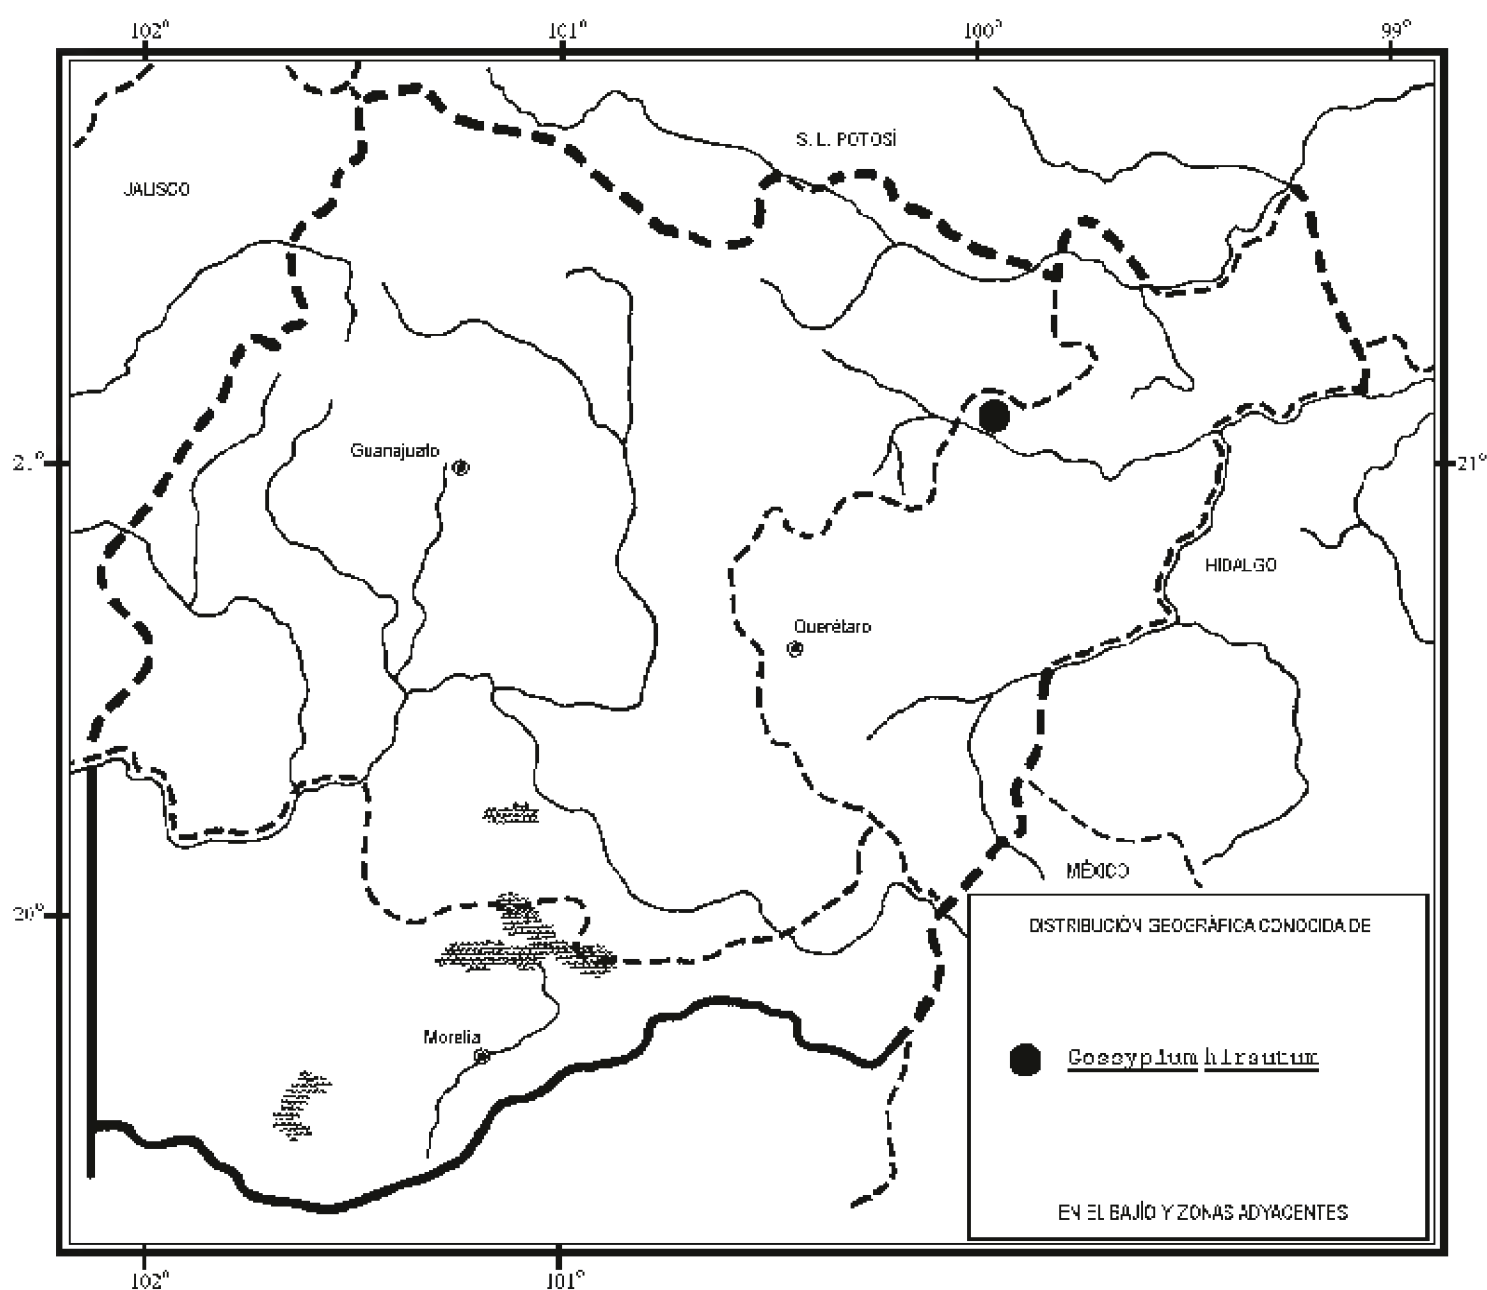 102°
101°
100°
99°
S. L. POTOSÍ
JALISCO
Guanajuato
21°
HIDALGO
Querétaro
MÉXICO
20°
DISTRIBUCIÓN GEOGRÁFICA CONOCIDA DE
Morelia
Gossypium hirsutum
EN EL BAJÍO Y ZONAS ADYACENTES
102°
101°